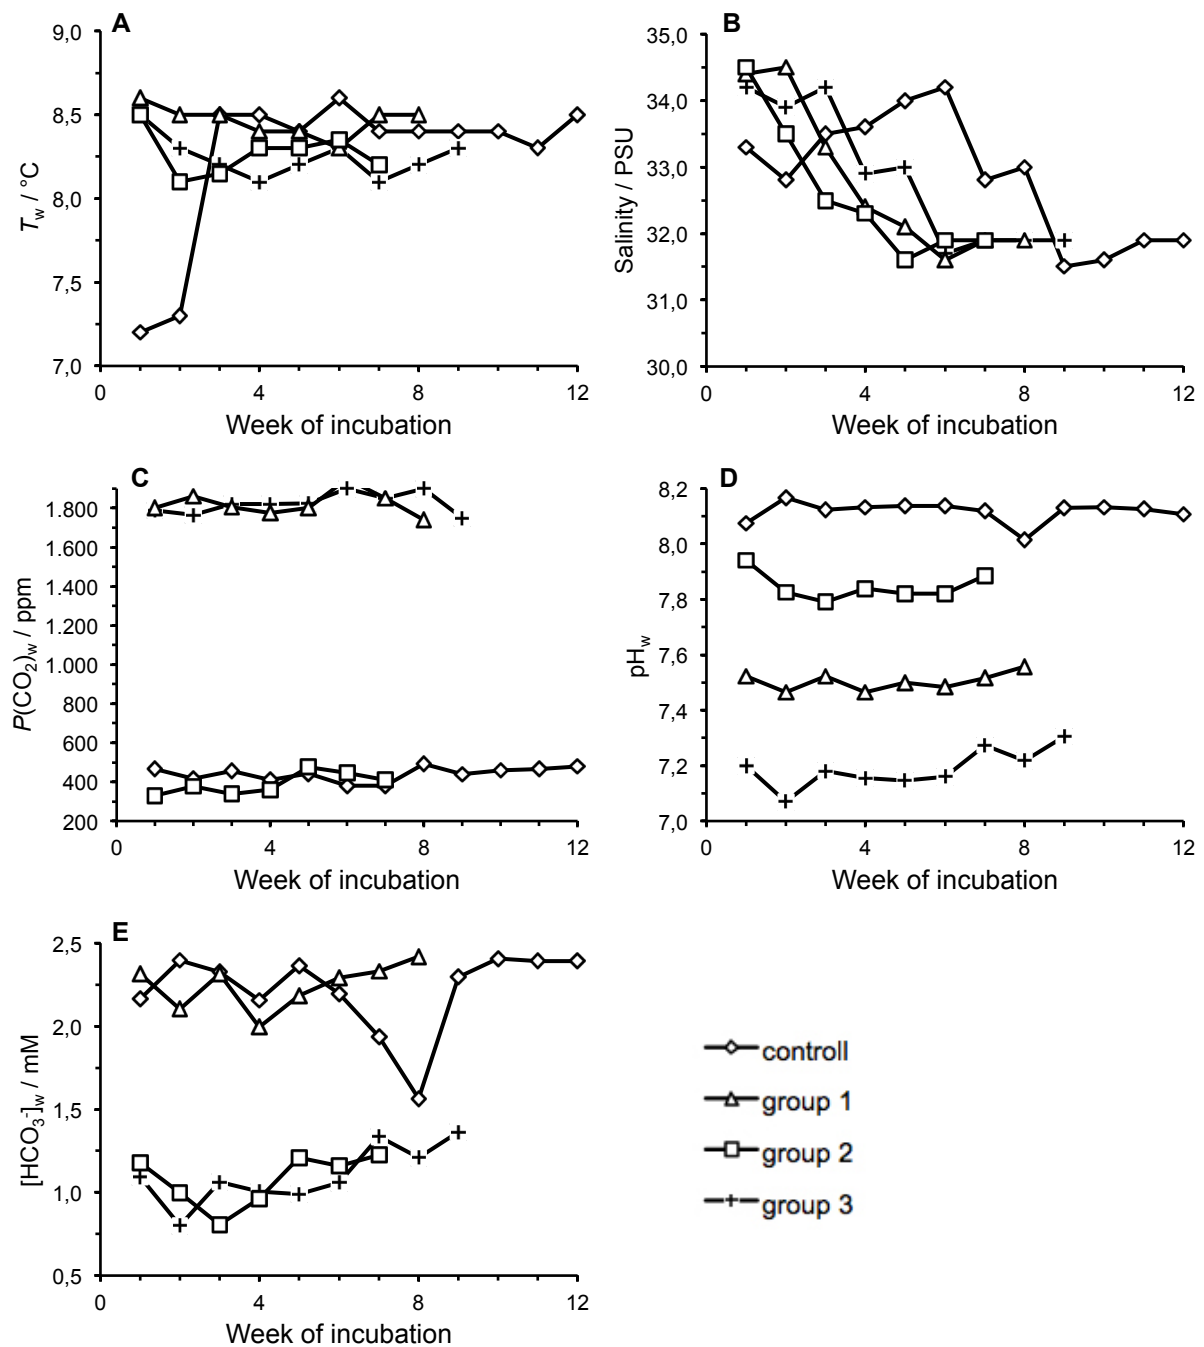 A
9,0
8,5
8,0
7,5
7,0
Tw / °C
0
4
8
12
Week of incubation
B
35,0
34,0
33,0
32,0
31,0
30,0
Salinity / PSU
0
4
8
12
Week of incubation
C
1.800
1.600
1.400
1.200
1.000
800
600
400
200
P(CO2)w / ppm
0
4
8
12
Week of incubation
D
8,2
8,0
7,8
7,6
7,4
7,2
7,0
pHw
0
4
8
12
Week of incubation
E
2,5
2,0
1,5
1,0
0,5
[HCO3-]w / mM
0
4
8
12
Week of incubation
controll
group 1
group 2
group 3